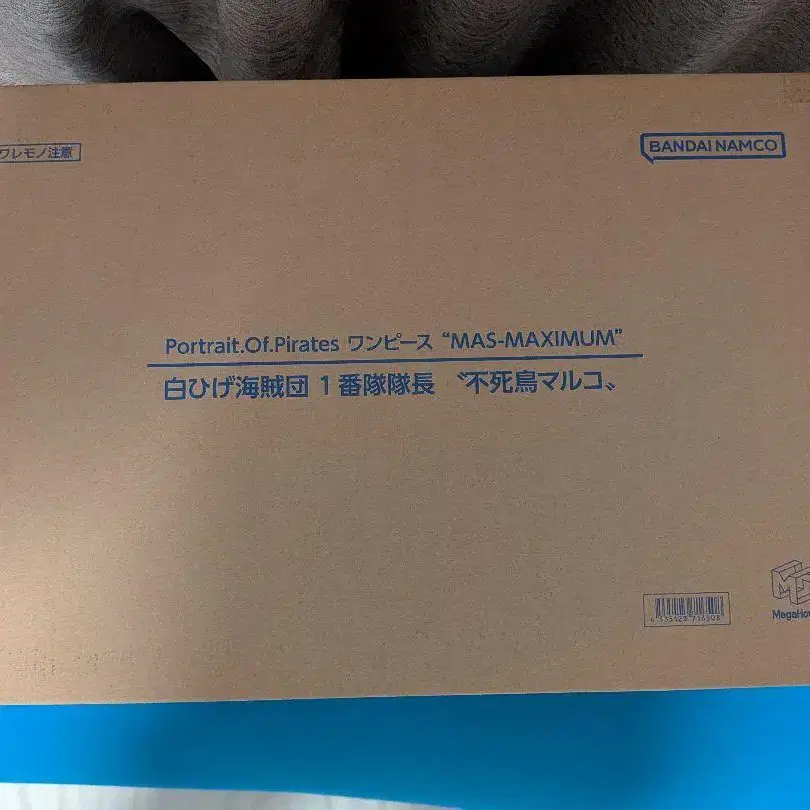 ワレモノ注意
BANDAI NAMCO
Portrait.Of.Pirates ワンピース “MAS-MAXIMUM”
白ひげ海賊団 1番隊隊長 〝不死鳥マルコ〟
MegaHou